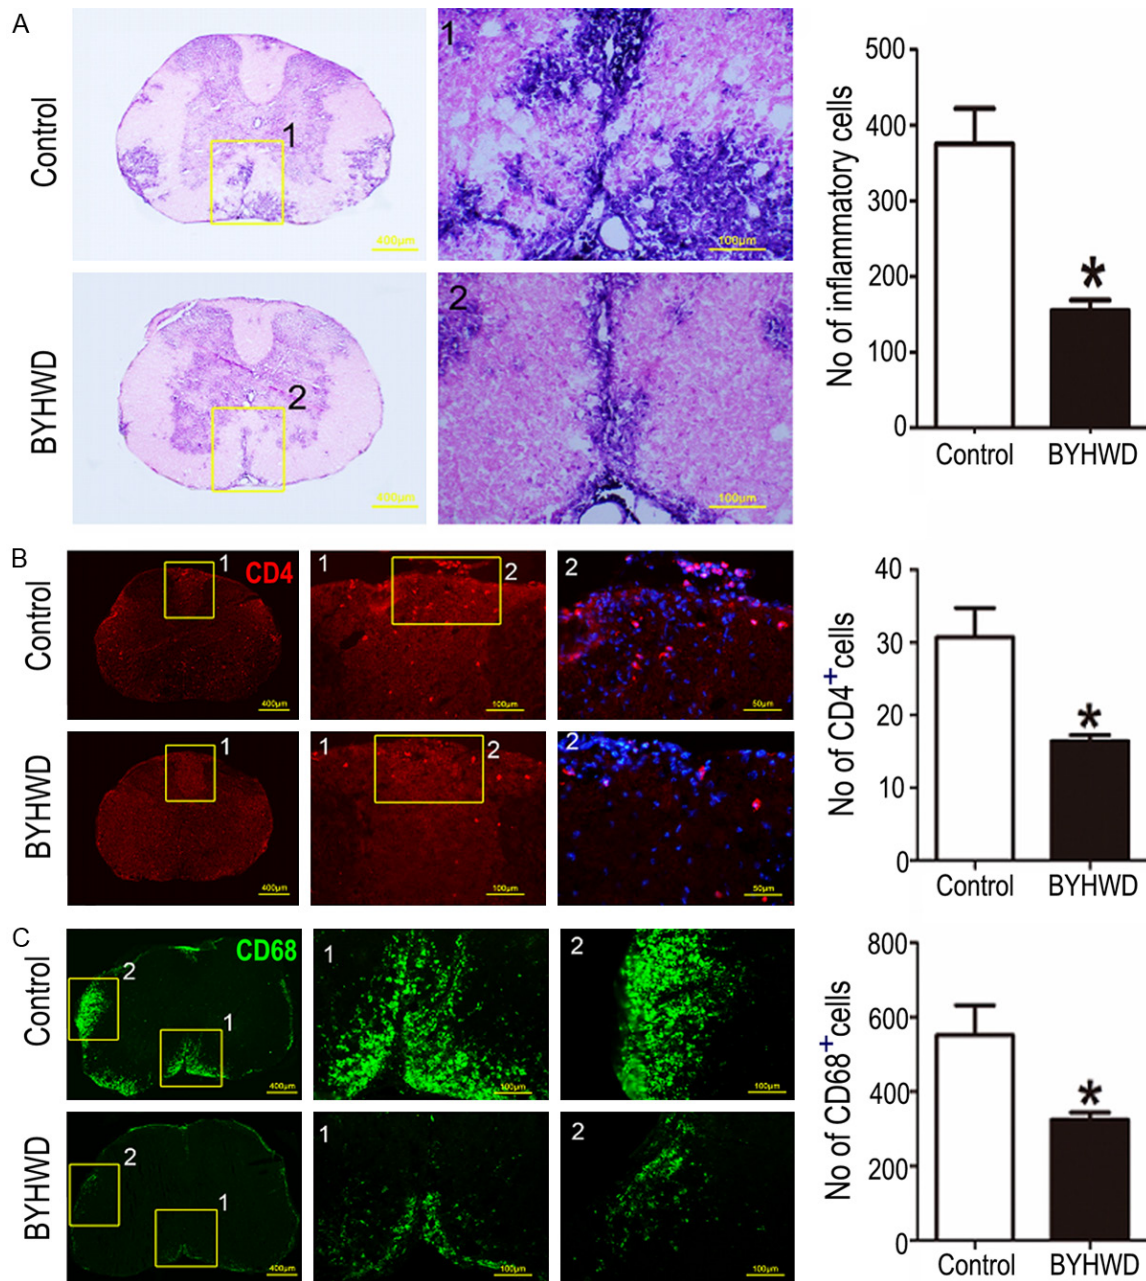 A
Control
1
400µm
1
100µm
BYHWD
2
400µm
2
100µm
No of inflammatory cells
500
400
300
200
100
0
*
Control
BYHWD
B
Control
1
CD4
400µm
1
2
100µm
2
50µm
BYHWD
1
400µm
1
2
100µm
2
50µm
No of CD4+cells
40
30
20
10
0
*
Control
BYHWD
C
Control
2
CD68
1
400µm
1
100µm
2
100µm
BYHWD
2
1
400µm
1
100µm
2
100µm
No of CD68+cells
800
600
400
200
0
*
Control
BYHWD